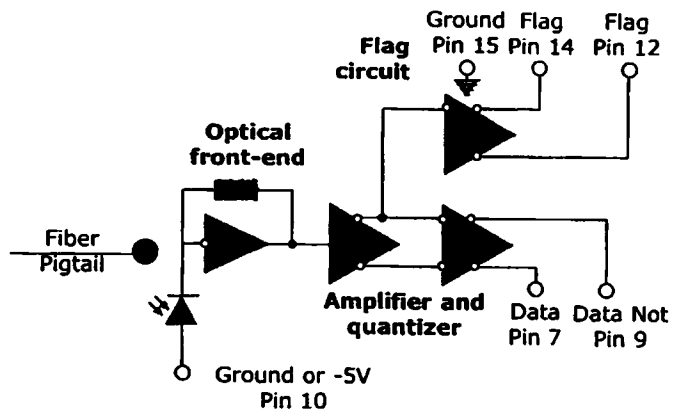 Ground Flag Flag
Pin 15 Pin 14 Pin 12
Flag
circuit
Optical
front-end
Fiber
Pigtail
Amplifier and
quantizer
Data Data Not
Pin 7 Pin 9
Ground or -5V
Pin 10